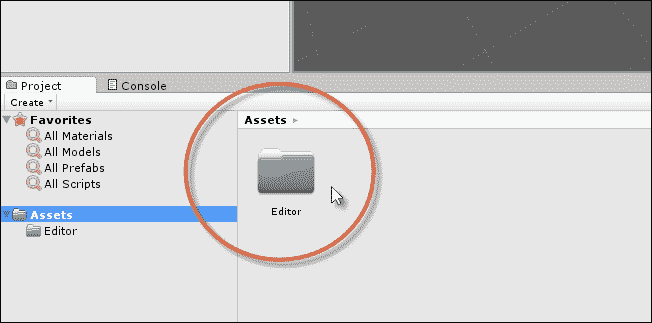 Project Console
Create
Favorites
Assets
All Materials
All Models
All Prefabs
All Scripts
Assets
Editor
Editor